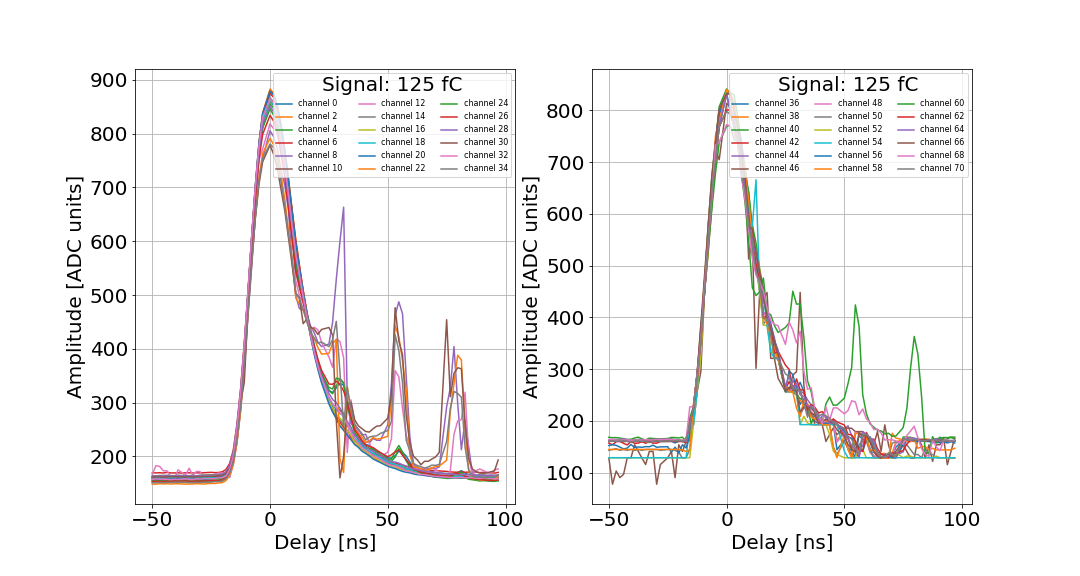 Signal: 125 fC
channel 0 channel 12 channel 24
channel 2 channel 14 channel 26
channel 4 channel 16 channel 28
channel 6 channel 18 channel 30
channel 8 channel 20 channel 32
channel 10 channel 22 channel 34
900
800
700
600
500
400
300
200
Amplitude [ADC units]
−50 0 50 100
Delay [ns]
Signal: 125 fC
channel 36 channel 48 channel 60
channel 38 channel 50 channel 62
channel 40 channel 52 channel 64
channel 42 channel 54 channel 66
channel 44 channel 56 channel 68
channel 46 channel 58 channel 70
800
700
600
500
400
300
200
100
Amplitude [ADC units]
−50 0 50 100
Delay [ns]